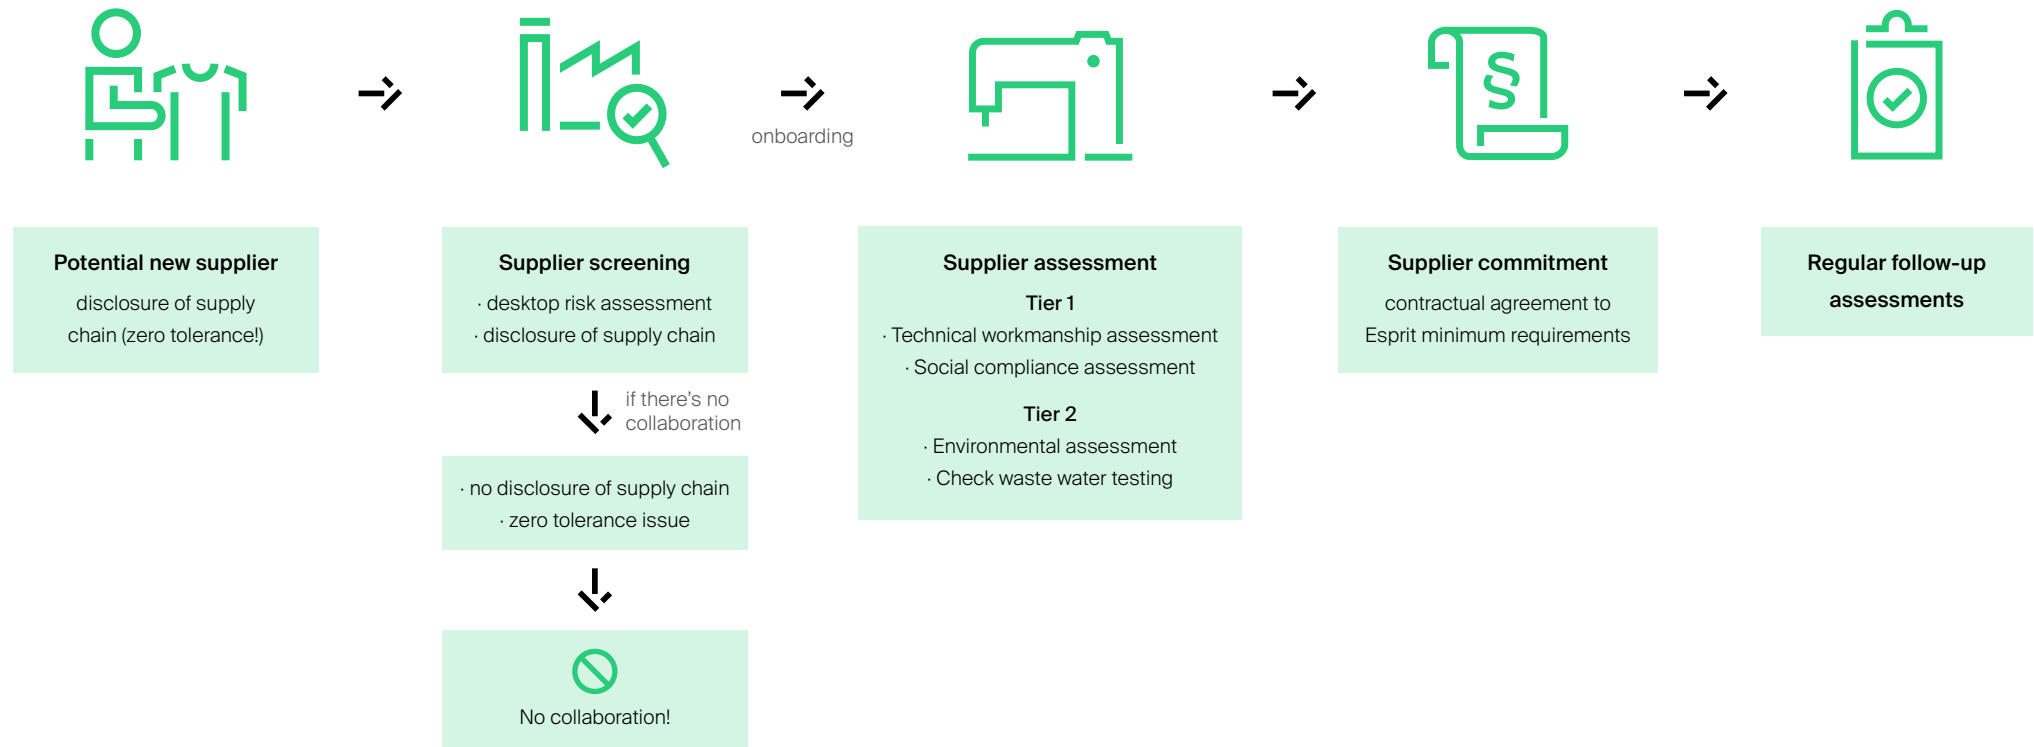 onboarding
Potential new supplier
disclosure of supply
chain (zero tolerance!)
Supplier screening
· desktop risk assessment
· disclosure of supply chain
if there's no
collaboration
· no disclosure of supply chain
· zero tolerance issue
No collaboration!
Supplier assessment
Tier 1
· Technical workmanship assessment
· Social compliance assessment
Tier 2
· Environmental assessment
· Check waste water testing
§
Supplier commitment
contractual agreement to
Esprit minimum requirements
Regular follow-up
assessments